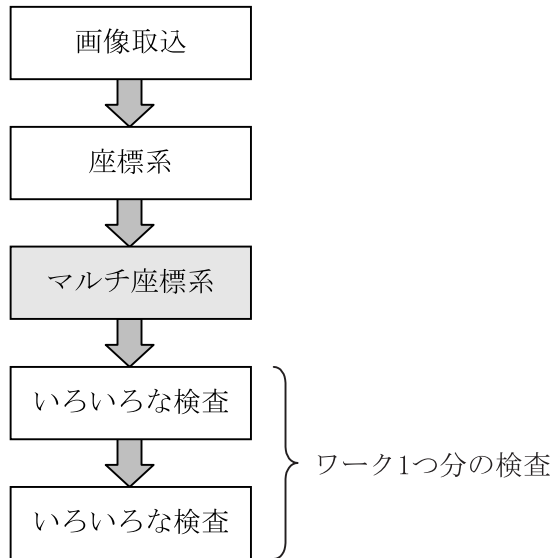 画像取込
座標系
マルチ座標系
いろいろな検査
いろいろな検査
ワーク1つ分の検査